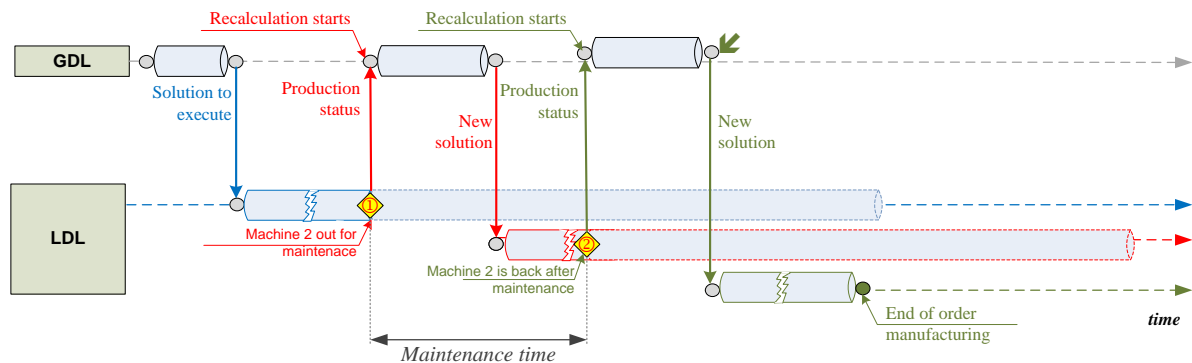 Recalculation starts
Recalculation starts
GDL
Solution to
execute
Production
status
New
solution
Production
status
New
solution
LDL
①
Machine 2 out for
maintenace
②
Machine 2 is back after
maintenance
End of order
manufacturing
time
Maintenance time